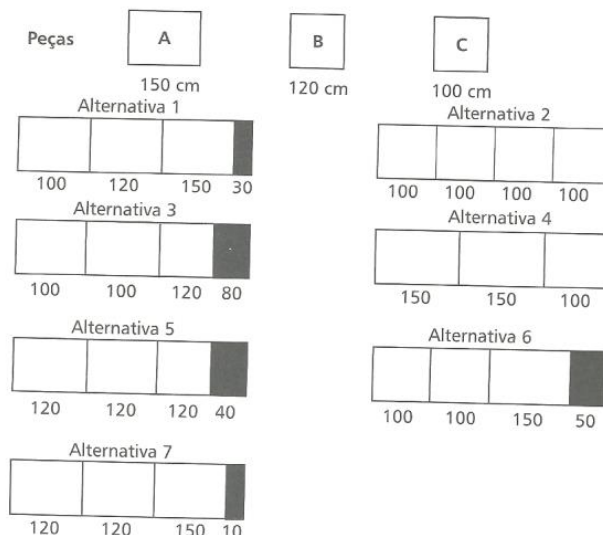 Peças A B C
150 cm 120 cm 100 cm
Alternativa 1
100 120 150 30
Alternativa 2
100 100 100 100
Alternativa 3
100 100 120 80
Alternativa 4
150 150 100
Alternativa 5
120 120 120 40
Alternativa 6
100 100 150 50
Alternativa 7
120 120 150 10